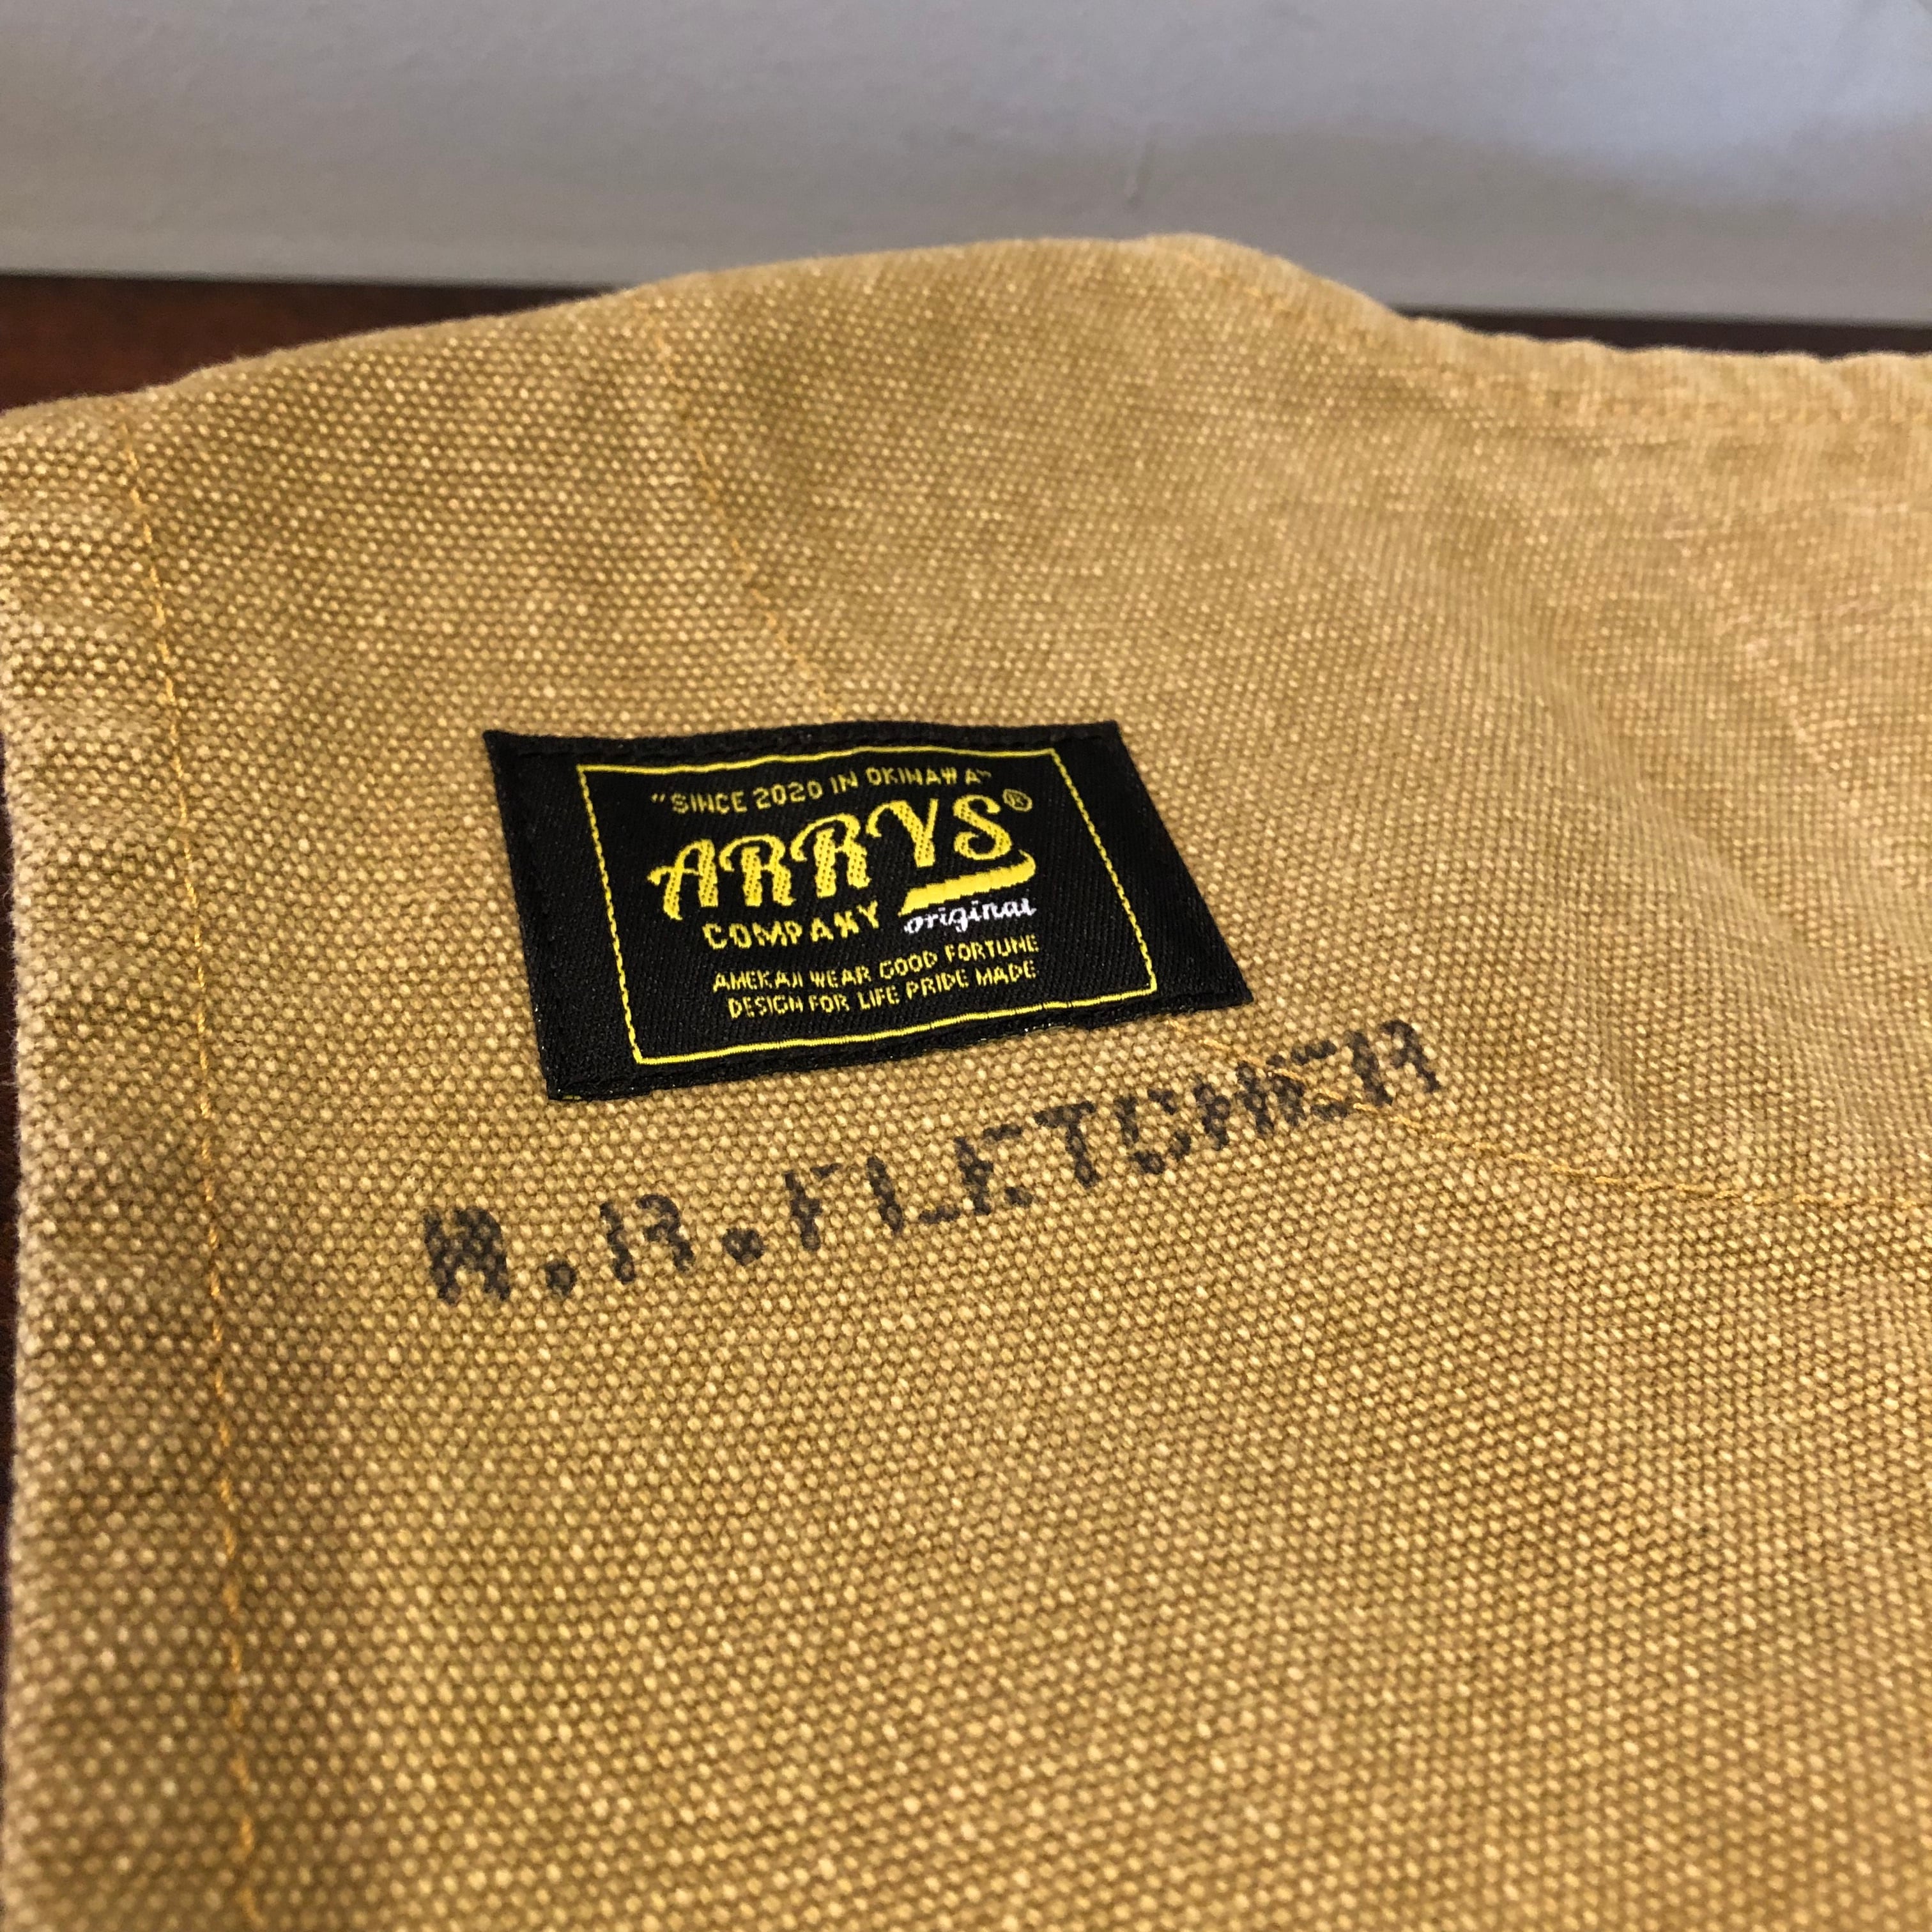 "SINCE 2020 IN OKINAWA"
ARRYS®
COMPANY original
AMEKAJI WEAR GOOD FORTUNE
DESIGN FOR LIFE PRIDE MADE
W.R.FLETCHER